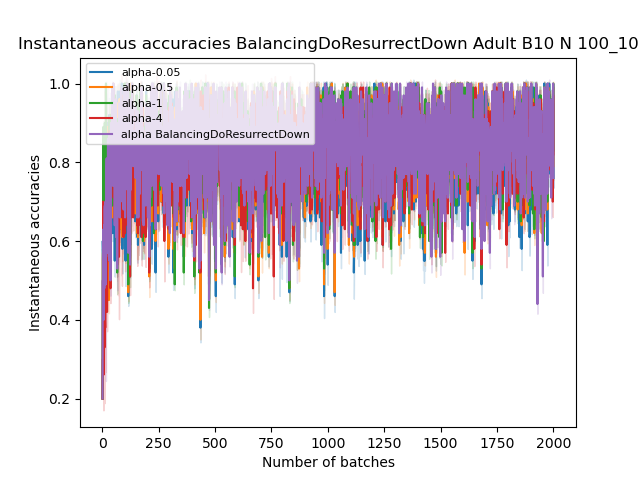 Instantaneous accuracies BalancingDoResurrectDown Adult B10 N 100_10
alpha-0.05
alpha-0.5
alpha-1
alpha-4
alpha BalancingDoResurrectDown
1.0
0.8
0.6
0.4
0.2
Instantaneous accuracies
0 250 500 750 1000 1250 1500 1750 2000
Number of batches